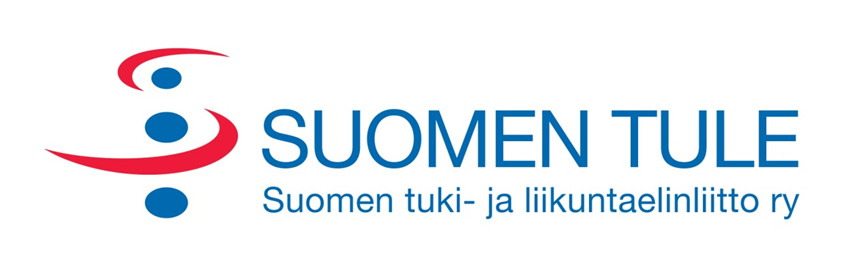 SUOMEN TULE
Suomen tuki- ja liikuntaelinliitto ry